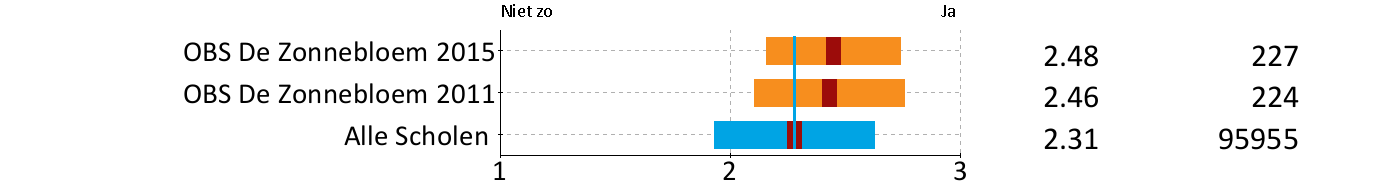 Niet zo Ja
OBS De Zonnebloem 2015 2.48 227
OBS De Zonnebloem 2011 2.46 224
Alle Scholen 2.31 95955
1 2 3